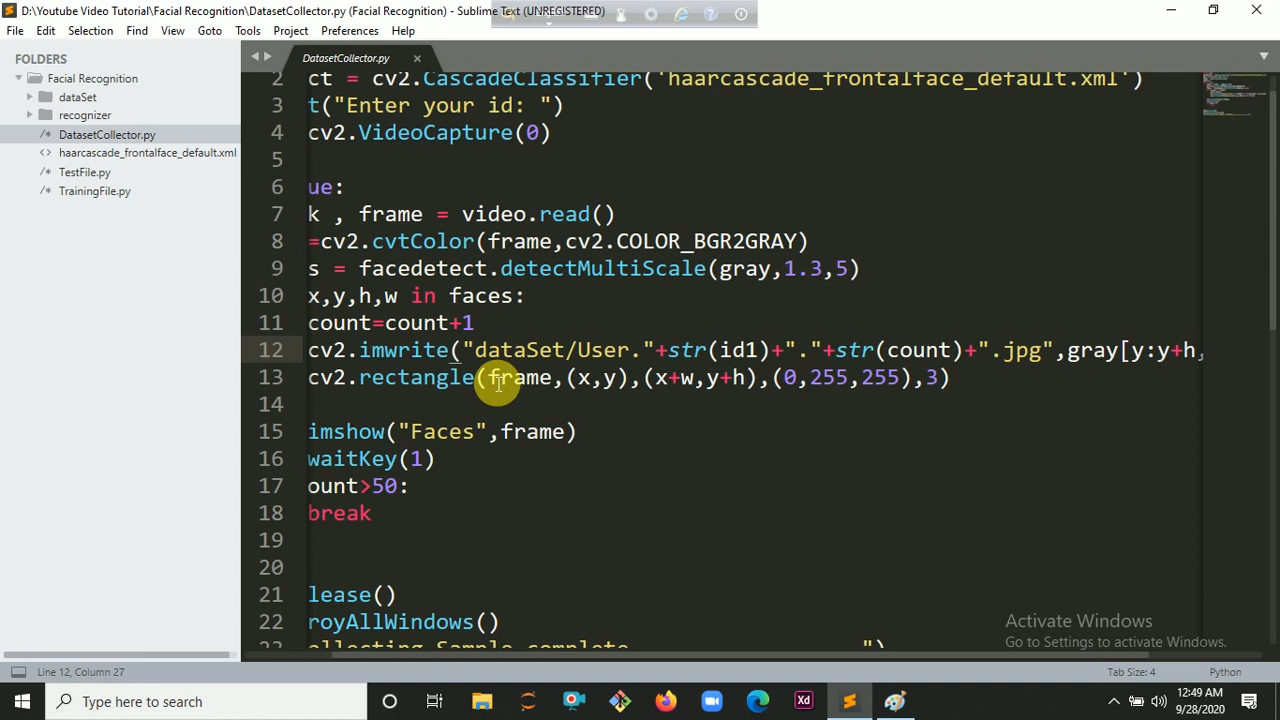 D:\Youtube Video Tutorial\Facial Recognition\DatasetCollector.py (Facial Recognition) - Sublime Text (UNREGISTERED)
File Edit Selection Find View Goto Tools Project Preferences Help
FOLDERS
Facial Recognition
dataSet
recognizer
DatasetCollector.py
haarcascade_frontalface_default.xml
TestFile.py
TrainingFile.py
DatasetCollector.py
2 ct = cv2.CascadeClassifier('haarcascade_frontalface_default.xml')
3 t("Enter your id: ")
4 cv2.VideoCapture(0)
5
6 ue:
7 k , frame = video.read()
8 =cv2.cvtColor(frame,cv2.COLOR_BGR2GRAY)
9 s = facedetect.detectMultiScale(gray,1.3,5)
10 x,y,h,w in faces:
11 count=count+1
12 cv2.imwrite("dataSet/User."+str(id1)+"."+str(count)+".jpg",gray[y:y+h,
13 cv2.rectangle(frame,(x,y),(x+w,y+h),(0,255,255),3)
14
15 imshow("Faces",frame)
16 waitKey(1)
17 ount>50:
18 break
19
20
21 lease()
22 royAllWindows()
23 ollecting Sample complete ")
Activate Windows
Go to Settings to activate Windows.
Line 12, Column 27
Tab Size: 4
Python
Type here to search
Xd
12:49 AM
9/28/2020